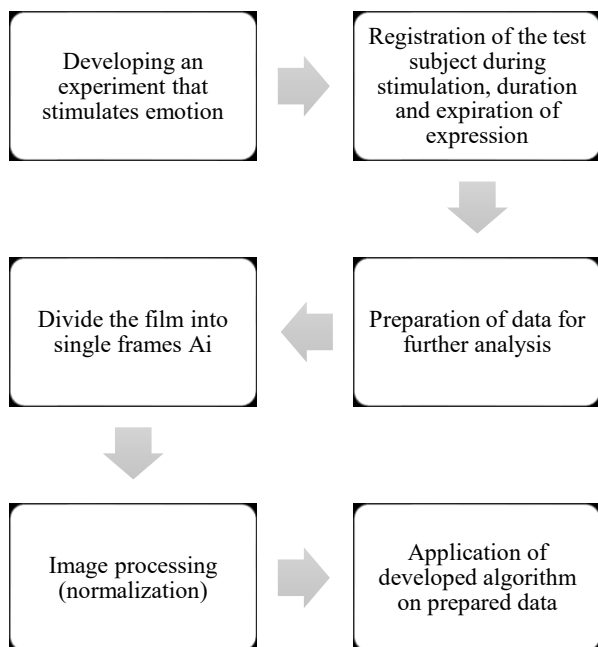 Developing an
experiment that
stimulates emotion
Registration of the test
subject during
stimulation, duration
and expiration of
expression
Preparation of data for
further analysis
Divide the film into
single frames Ai
Image processing
(normalization)
Application of
developed algorithm
on prepared data